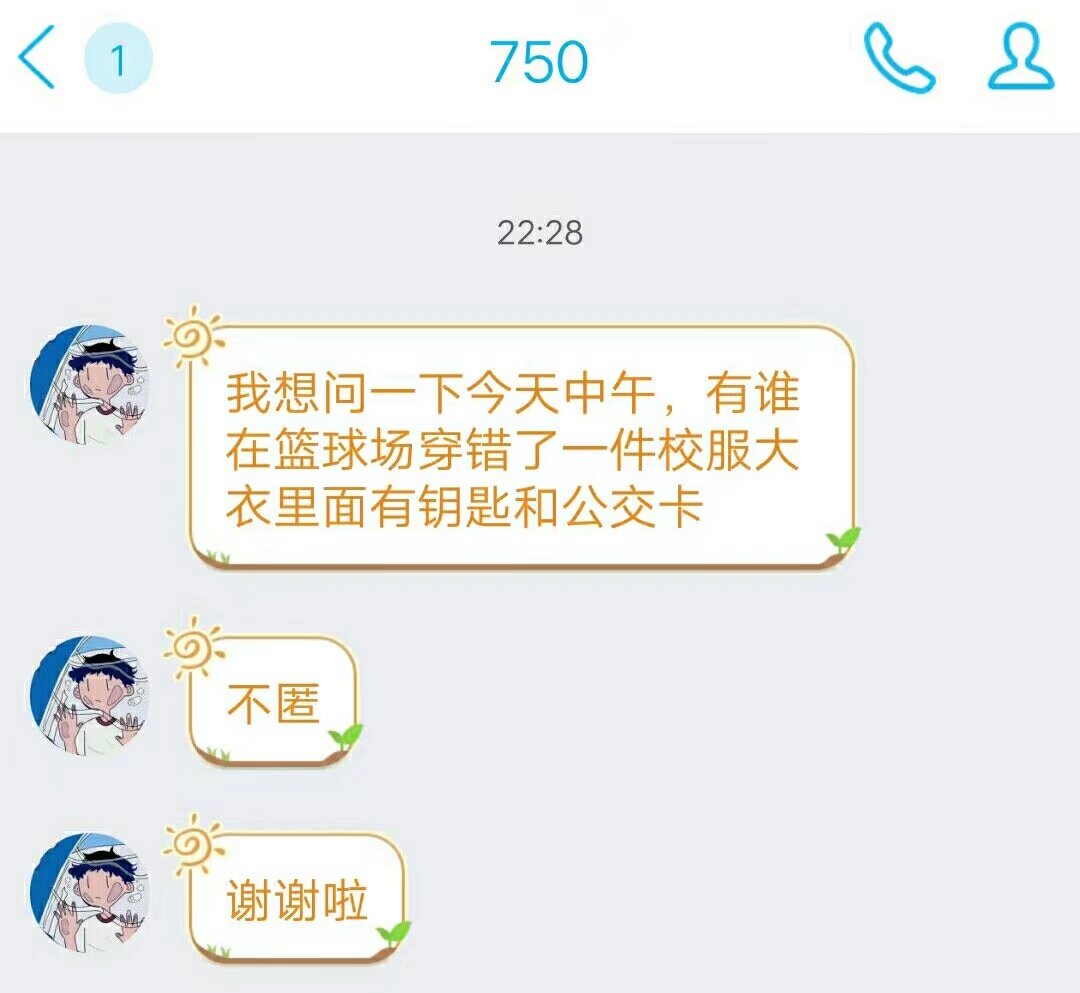 1
750
22:28
我想问一下今天中午，有谁
在篮球场穿错了一件校服大
衣里面有钥匙和公交卡
不匿
谢谢啦